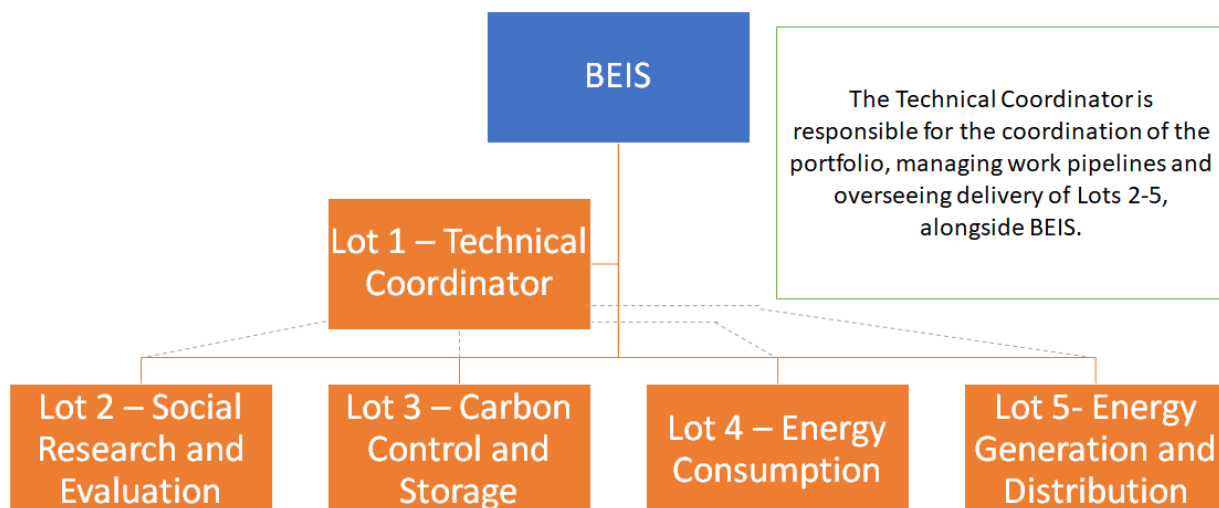 BEIS
The Technical Coordinator is
responsible for the coordination of the
portfolio, managing work pipelines and
overseeing delivery of Lots 2-5,
alongside BEIS.
Lot 1 – Technical
Coordinator
Lot 2 – Social
Research and
Evaluation
Lot 3 – Carbon
Control and
Storage
Lot 4 – Energy
Consumption
Lot 5- Energy
Generation and
Distribution